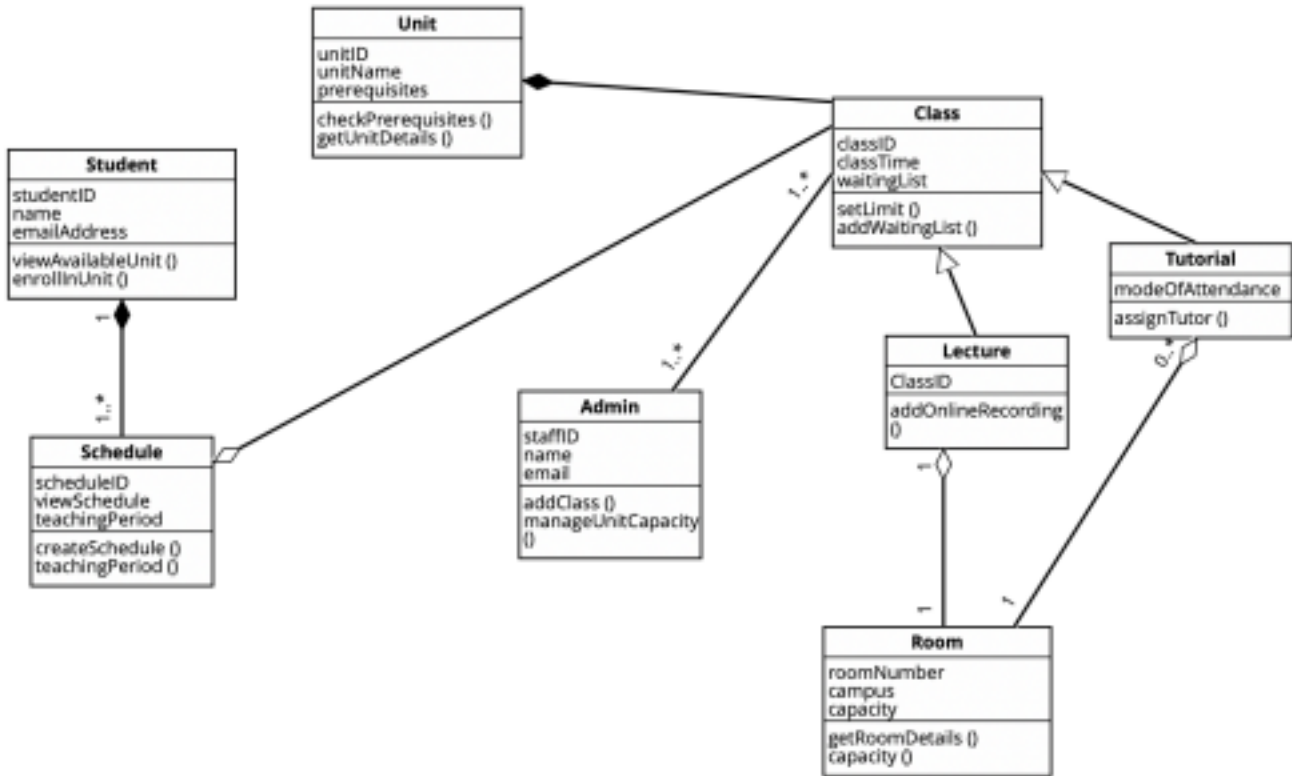 Unit
unitID
unitName
prerequisites
checkPrerequisites ()
getUnitDetails ()
Class
classID
classTime
waitingList
setLimit ()
addWaitingList ()
Student
studentID
name
emailAddress
viewAvailableUnit ()
enrollInUnit ()
1
1..*
Schedule
scheduleID
viewSchedule
teachingPeriod
createSchedule ()
teachingPeriod ()
1..*
1..*
Admin
staffID
name
email
addClass ()
manageUnitCapacity
()
Tutorial
modeOfAttendance
assignTutor ()
0..*
1
Lecture
ClassID
addOnlineRecording
()
1
1
Room
roomNumber
campus
capacity
getRoomDetails ()
capacity ()